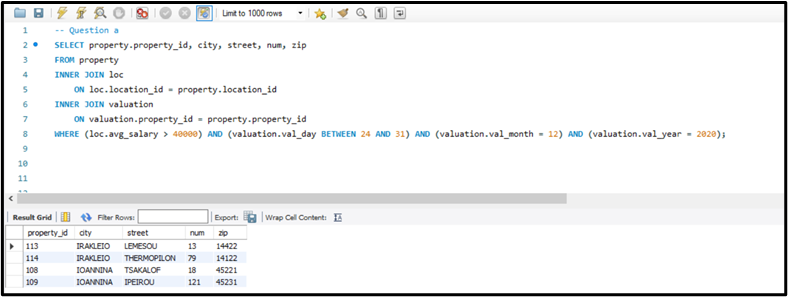 Limit to 1000 rows
1 -- Question a
2 SELECT property.property_id, city, street, num, zip
3 FROM property
4 INNER JOIN loc
5 ON loc.location_id = property.location_id
6 INNER JOIN valuation
7 ON valuation.property_id = property.property_id
8 WHERE (loc.avg_salary > 40000) AND (valuation.val_day BETWEEN 24 AND 31) AND (valuation.val_month = 12) AND (valuation.val_year = 2020);
9
10
11
Result Grid Filter Rows: Export: Wrap Cell Content:
property_id city street num zip
113 IRAKLEIO LEMESOU 13 14422
114 IRAKLEIO THERMOPILON 79 14122
108 IOANNINA TSAKALOF 18 45221
109 IOANNINA IPEIROU 121 45231